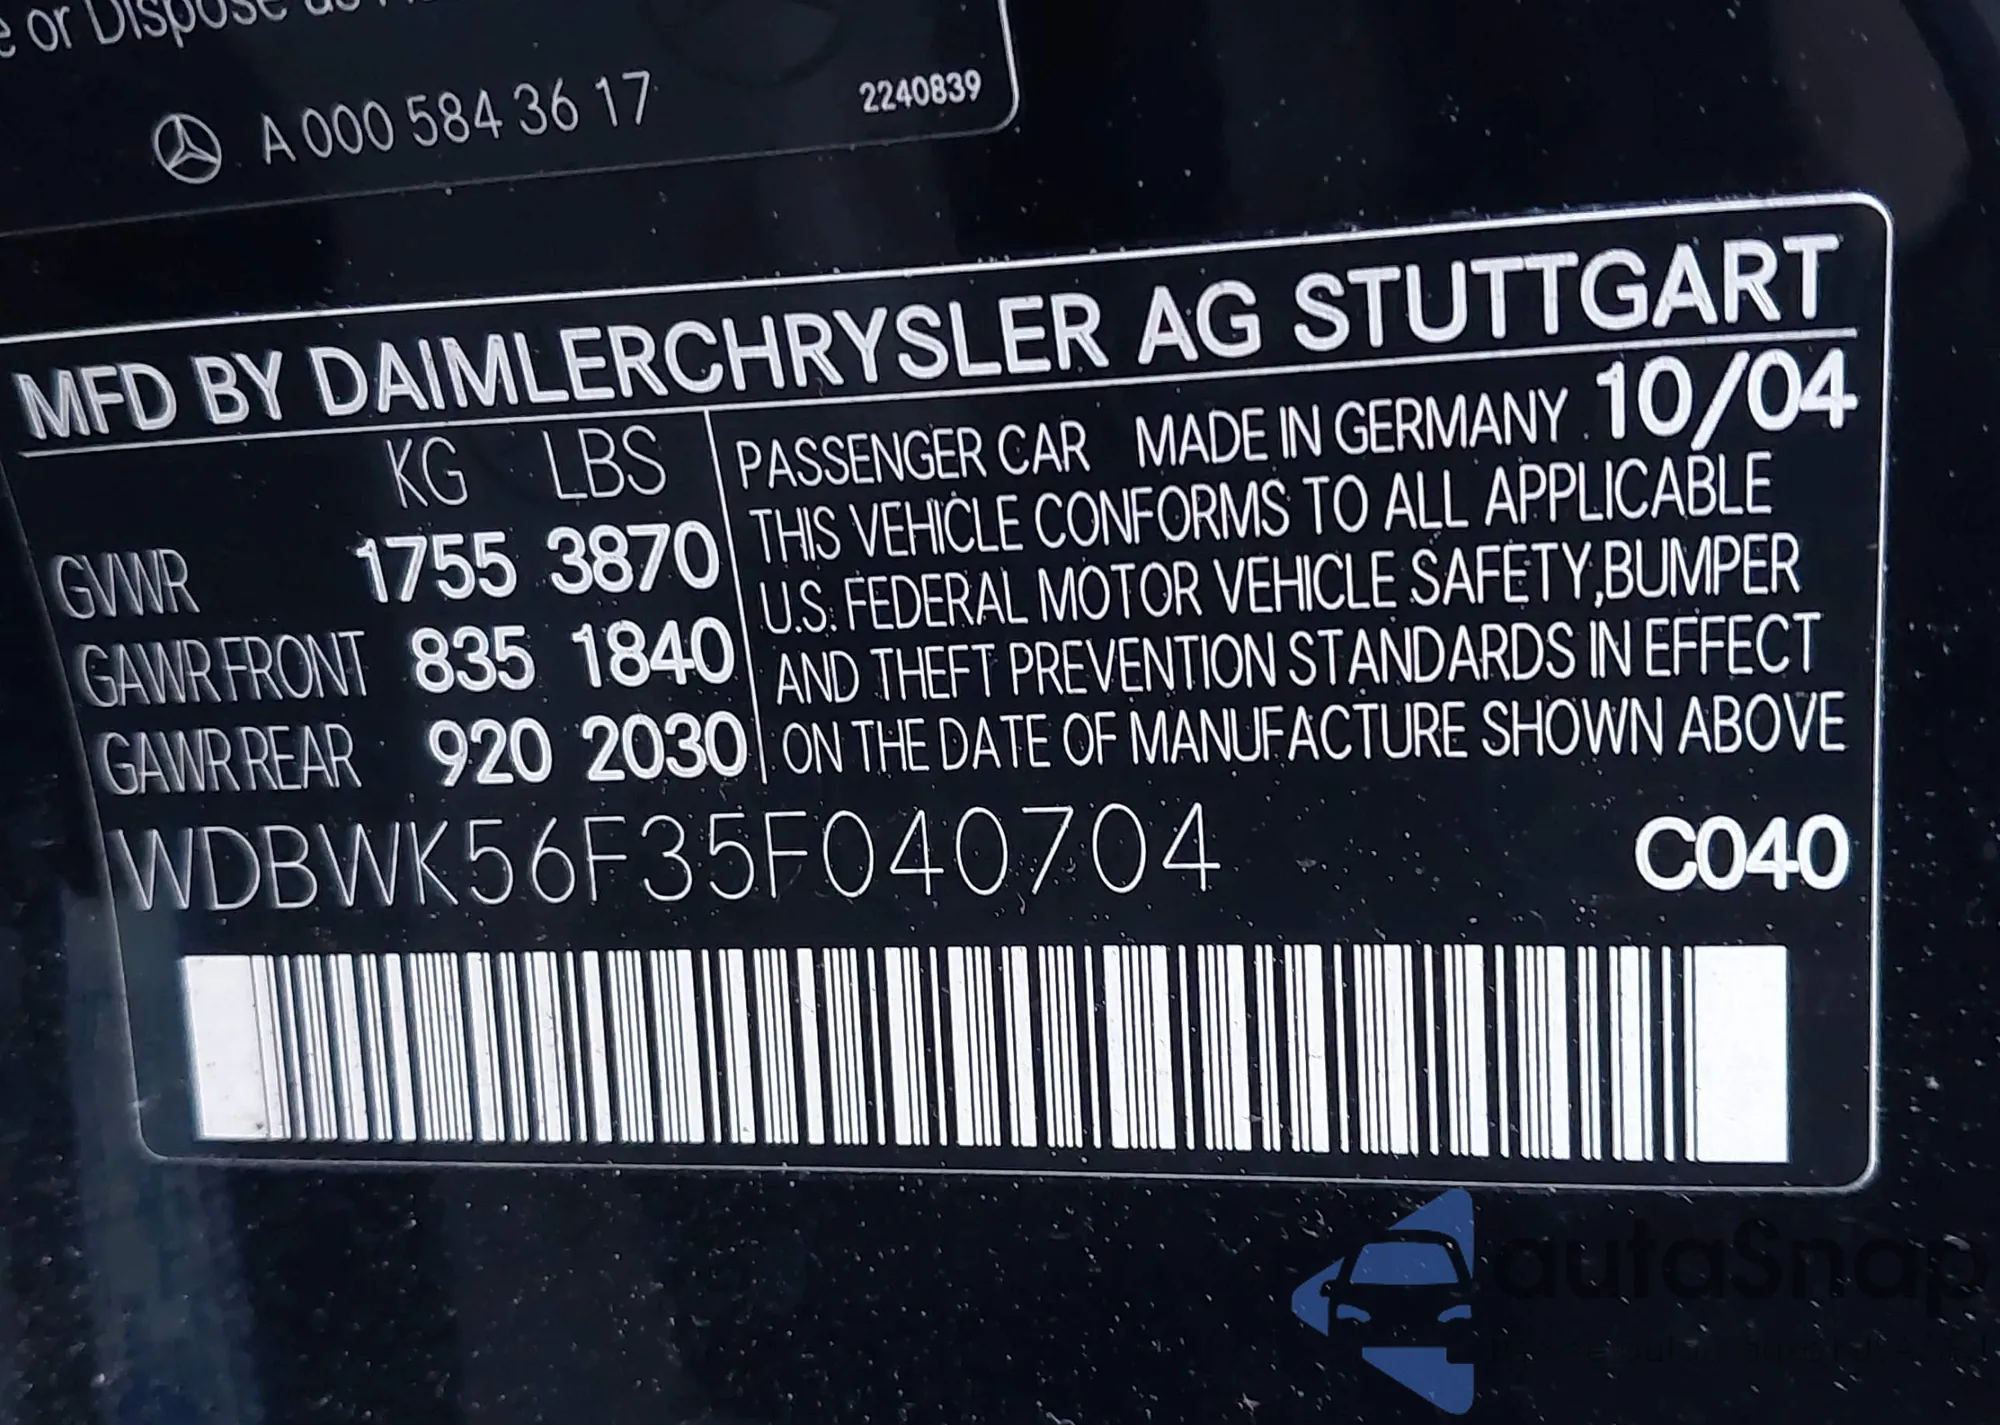 or Dispose
A 000 584 36 17
2240839
MFD BY DAIMLERCHRYSLER AG STUTTGART
KG LBS
GVWR 1755 3870
GAWR FRONT 835 1840
GAWR REAR 920 2030
PASSENGER CAR MADE IN GERMANY 10/04
THIS VEHICLE CONFORMS TO ALL APPLICABLE
U.S. FEDERAL MOTOR VEHICLE SAFETY,BUMPER
AND THEFT PREVENTION STANDARDS IN EFFECT
ON THE DATE OF MANUFACTURE SHOWN ABOVE
WDBWK56F35F040704 C040
autaSnap